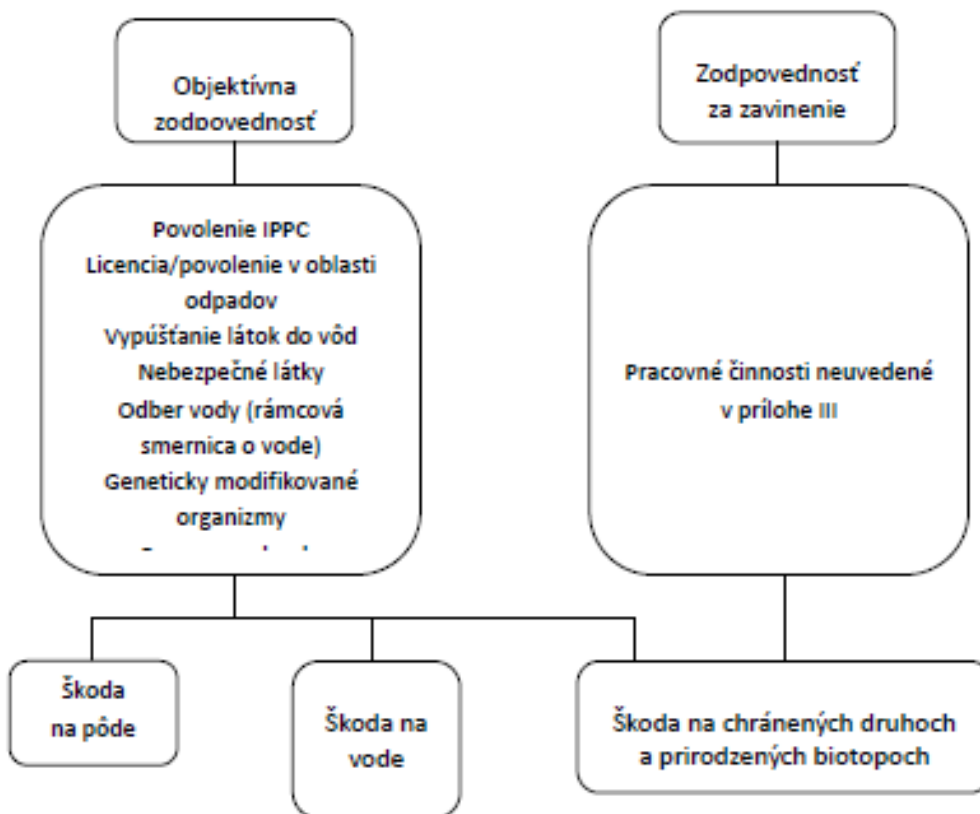 Objektívna
zodpovednosť
Zodpovednosť
za zavinenie
Povolenie IPPC
Licencia/povolenie v oblasti
odpadov
Vypúšťanie látok do vôd
Nebezpečné látky
Odber vody (rámcová
smernica o vode)
Geneticky modifikované
organizmy
Pracovné činnosti neuvedené
v prílohe III
Škoda
na pôde
Škoda na
vode
Škoda na chránených druhoch
a prirodzených biotopoch